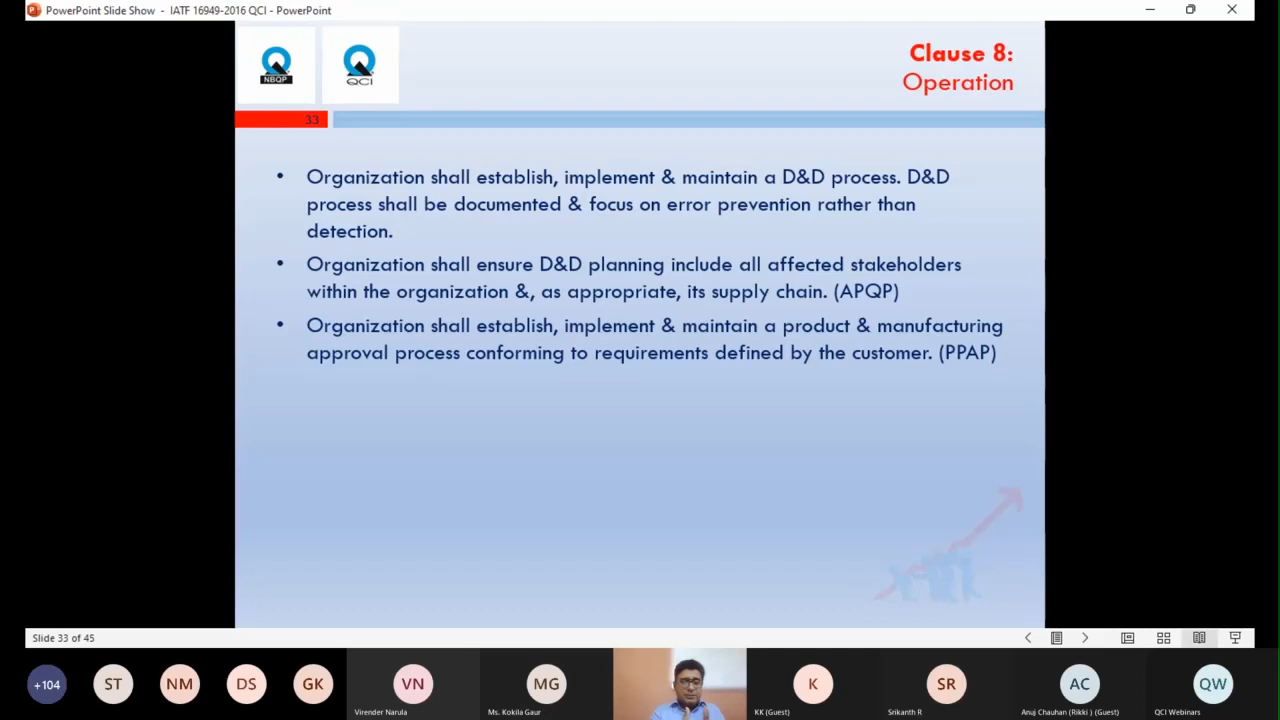 PowerPoint Slide Show - IATF 16949-2016 QCI - PowerPoint
NBQP
QCI
Clause 8:
Operation
33
• Organization shall establish, implement & maintain a D&D process. D&D
process shall be documented & focus on error prevention rather than
detection.
• Organization shall ensure D&D planning include all affected stakeholders
within the organization &, as appropriate, its supply chain. (APQP)
• Organization shall establish, implement & maintain a product & manufacturing
approval process conforming to requirements defined by the customer. (PPAP)
Slide 33 of 45
+104
ST
NM
DS
GK
VN
MG
K
SR
AC
QW
Virender Narula
Ms. Kokila Gaur
KK (Guest)
Srikanth R
Anuj Chauhan (Rikki ) (Guest)
QCI Webinars